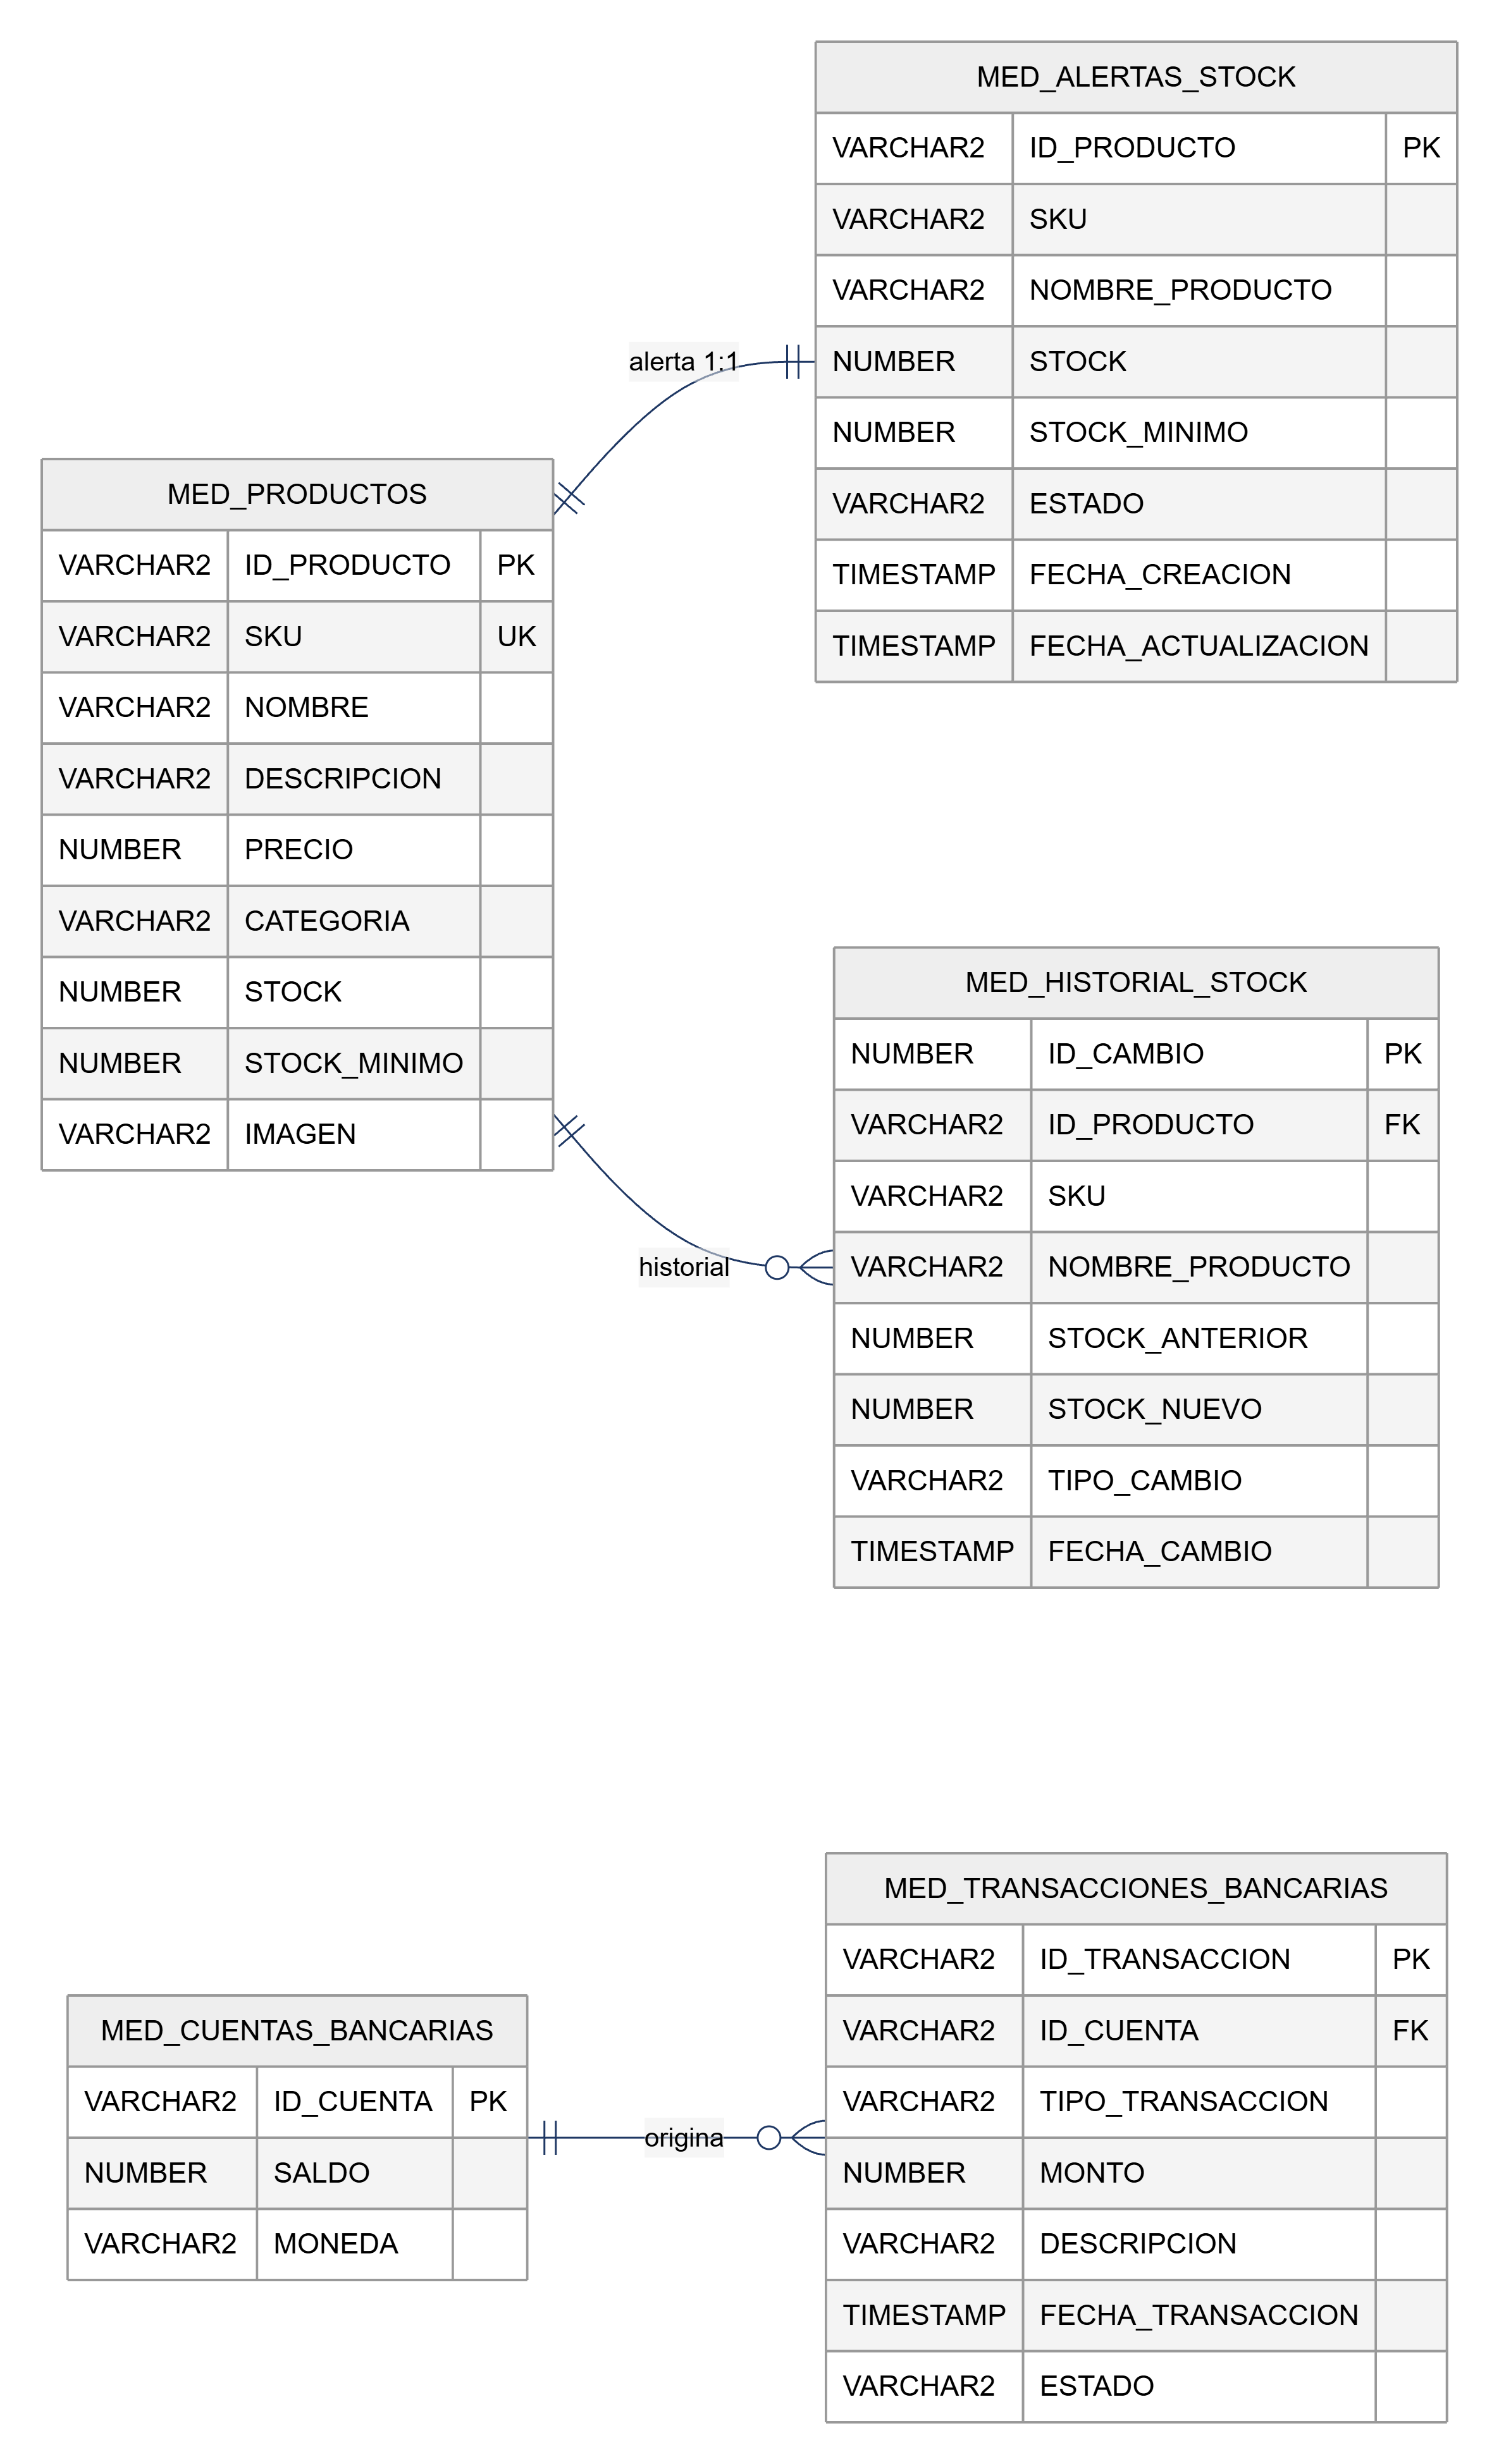 MED_ALERTAS_STOCK
VARCHAR2 ID_PRODUCTO PK
VARCHAR2 SKU
VARCHAR2 NOMBRE_PRODUCTO
NUMBER STOCK
NUMBER STOCK_MINIMO
VARCHAR2 ESTADO
TIMESTAMP FECHA_CREACION
TIMESTAMP FECHA_ACTUALIZACION
alerta 1:1
MED_PRODUCTOS
VARCHAR2 ID_PRODUCTO PK
VARCHAR2 SKU UK
VARCHAR2 NOMBRE
VARCHAR2 DESCRIPCION
NUMBER PRECIO
VARCHAR2 CATEGORIA
NUMBER STOCK
NUMBER STOCK_MINIMO
VARCHAR2 IMAGEN
historial
MED_HISTORIAL_STOCK
NUMBER ID_CAMBIO PK
VARCHAR2 ID_PRODUCTO FK
VARCHAR2 SKU
VARCHAR2 NOMBRE_PRODUCTO
NUMBER STOCK_ANTERIOR
NUMBER STOCK_NUEVO
VARCHAR2 TIPO_CAMBIO
TIMESTAMP FECHA_CAMBIO
MED_CUENTAS_BANCARIAS
VARCHAR2 ID_CUENTA PK
NUMBER SALDO
VARCHAR2 MONEDA
origina
MED_TRANSACCIONES_BANCARIAS
VARCHAR2 ID_TRANSACCION PK
VARCHAR2 ID_CUENTA FK
VARCHAR2 TIPO_TRANSACCION
NUMBER MONTO
VARCHAR2 DESCRIPCION
TIMESTAMP FECHA_TRANSACCION
VARCHAR2 ESTADO